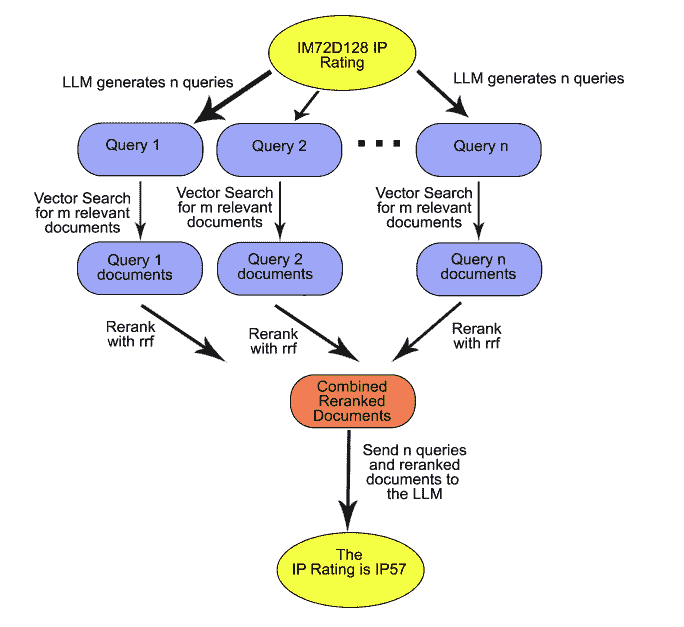 IM72D128 IP
Rating
LLM generates n queries
LLM generates n queries
Query 1
Query 2
Query n
Vector Search
for m relevant
documents
Vector Search
for m relevant
documents
Vector Search
for m relevant
documents
Query 1
documents
Query 2
documents
Query n
documents
Rerank
with rrf
Rerank
with rrf
Rerank
with rrf
Combined
Reranked
Documents
Send n queries
and reranked
documents to
the LLM
The
IP Rating is IP57